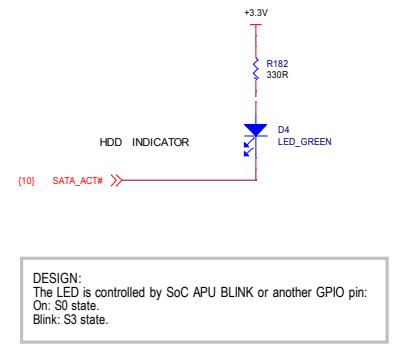 +3.3V
R182
330R
D4
LED_GREEN
HDD INDICATOR
{10} SATA_ACT#
DESIGN:
The LED is controlled by SoC APU BLINK or another GPIO pin:
On: S0 state.
Blink: S3 state.